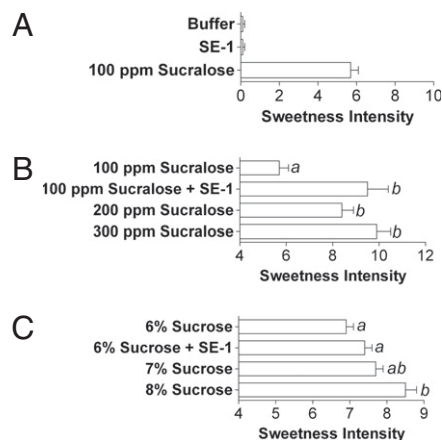 A
Buffer
SE-1
100 ppm Sucralose
0 2 4 6 8 10
Sweetness Intensity
B
100 ppm Sucralose a
100 ppm Sucralose + SE-1 b
200 ppm Sucralose b
300 ppm Sucralose b
4 6 8 10 12
Sweetness Intensity
C
6% Sucrose a
6% Sucrose + SE-1 a
7% Sucrose ab
8% Sucrose b
4 5 6 7 8 9
Sweetness Intensity